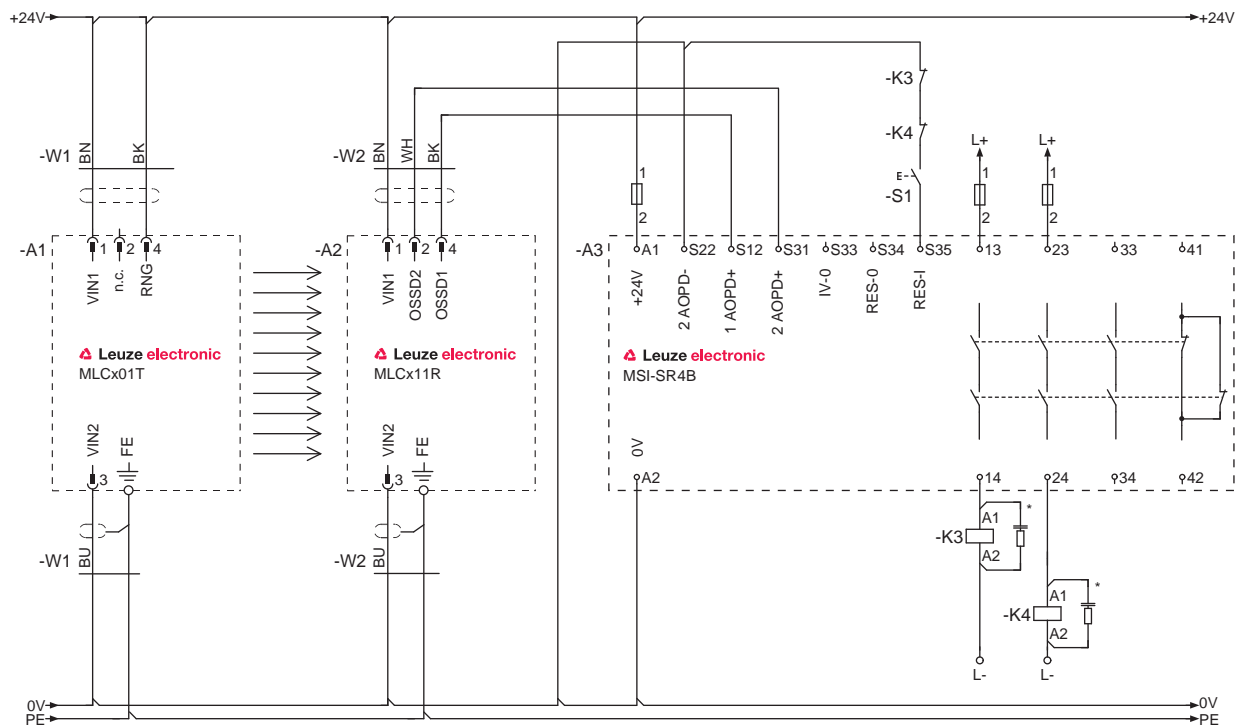 +24V
+24V
-K3
-K4
L+
L+
-W1
BN
BK
-W2
BN
WH
BK
E
-S1
1
2
1
2
1
2
-A1
1
2
4
-A2
1
2
4
-A3
A1
S22
S12
S31
S33
S34
S35
13
23
33
41
VIN1
n.c.
RNG
VIN1
OSSD2
OSSD1
+24V
2 AOPD-
1 AOPD+
2 AOPD+
IV-0
RES-0
RES-I
Leuze electronic
MLCx01T
Leuze electronic
MLCx11R
Leuze electronic
MSI-SR4B
VIN2
FE
VIN2
FE
0V
3
3
A2
14
24
34
42
-W1
BU
-W2
BU
-K3
A1
A2
*
-K4
A1
A2
*
L-
L-
0V
0V
PE
PE